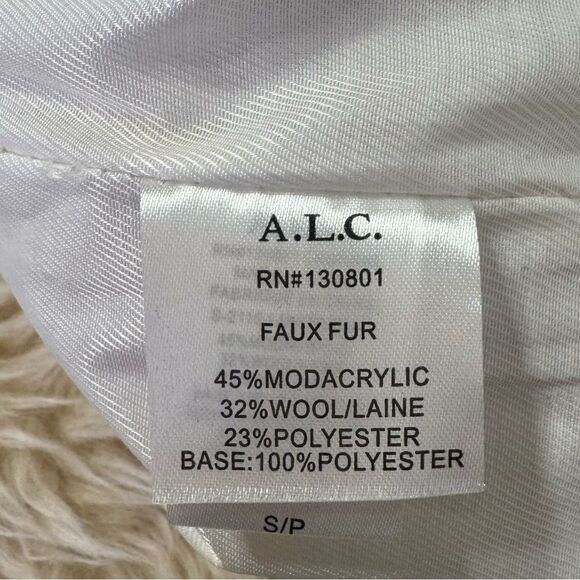 A.L.C.
RN#130801
FAUX FUR
45%MODACRYLIC
32%WOOL/LAINE
23%POLYESTER
BASE:100%POLYESTER
S/P